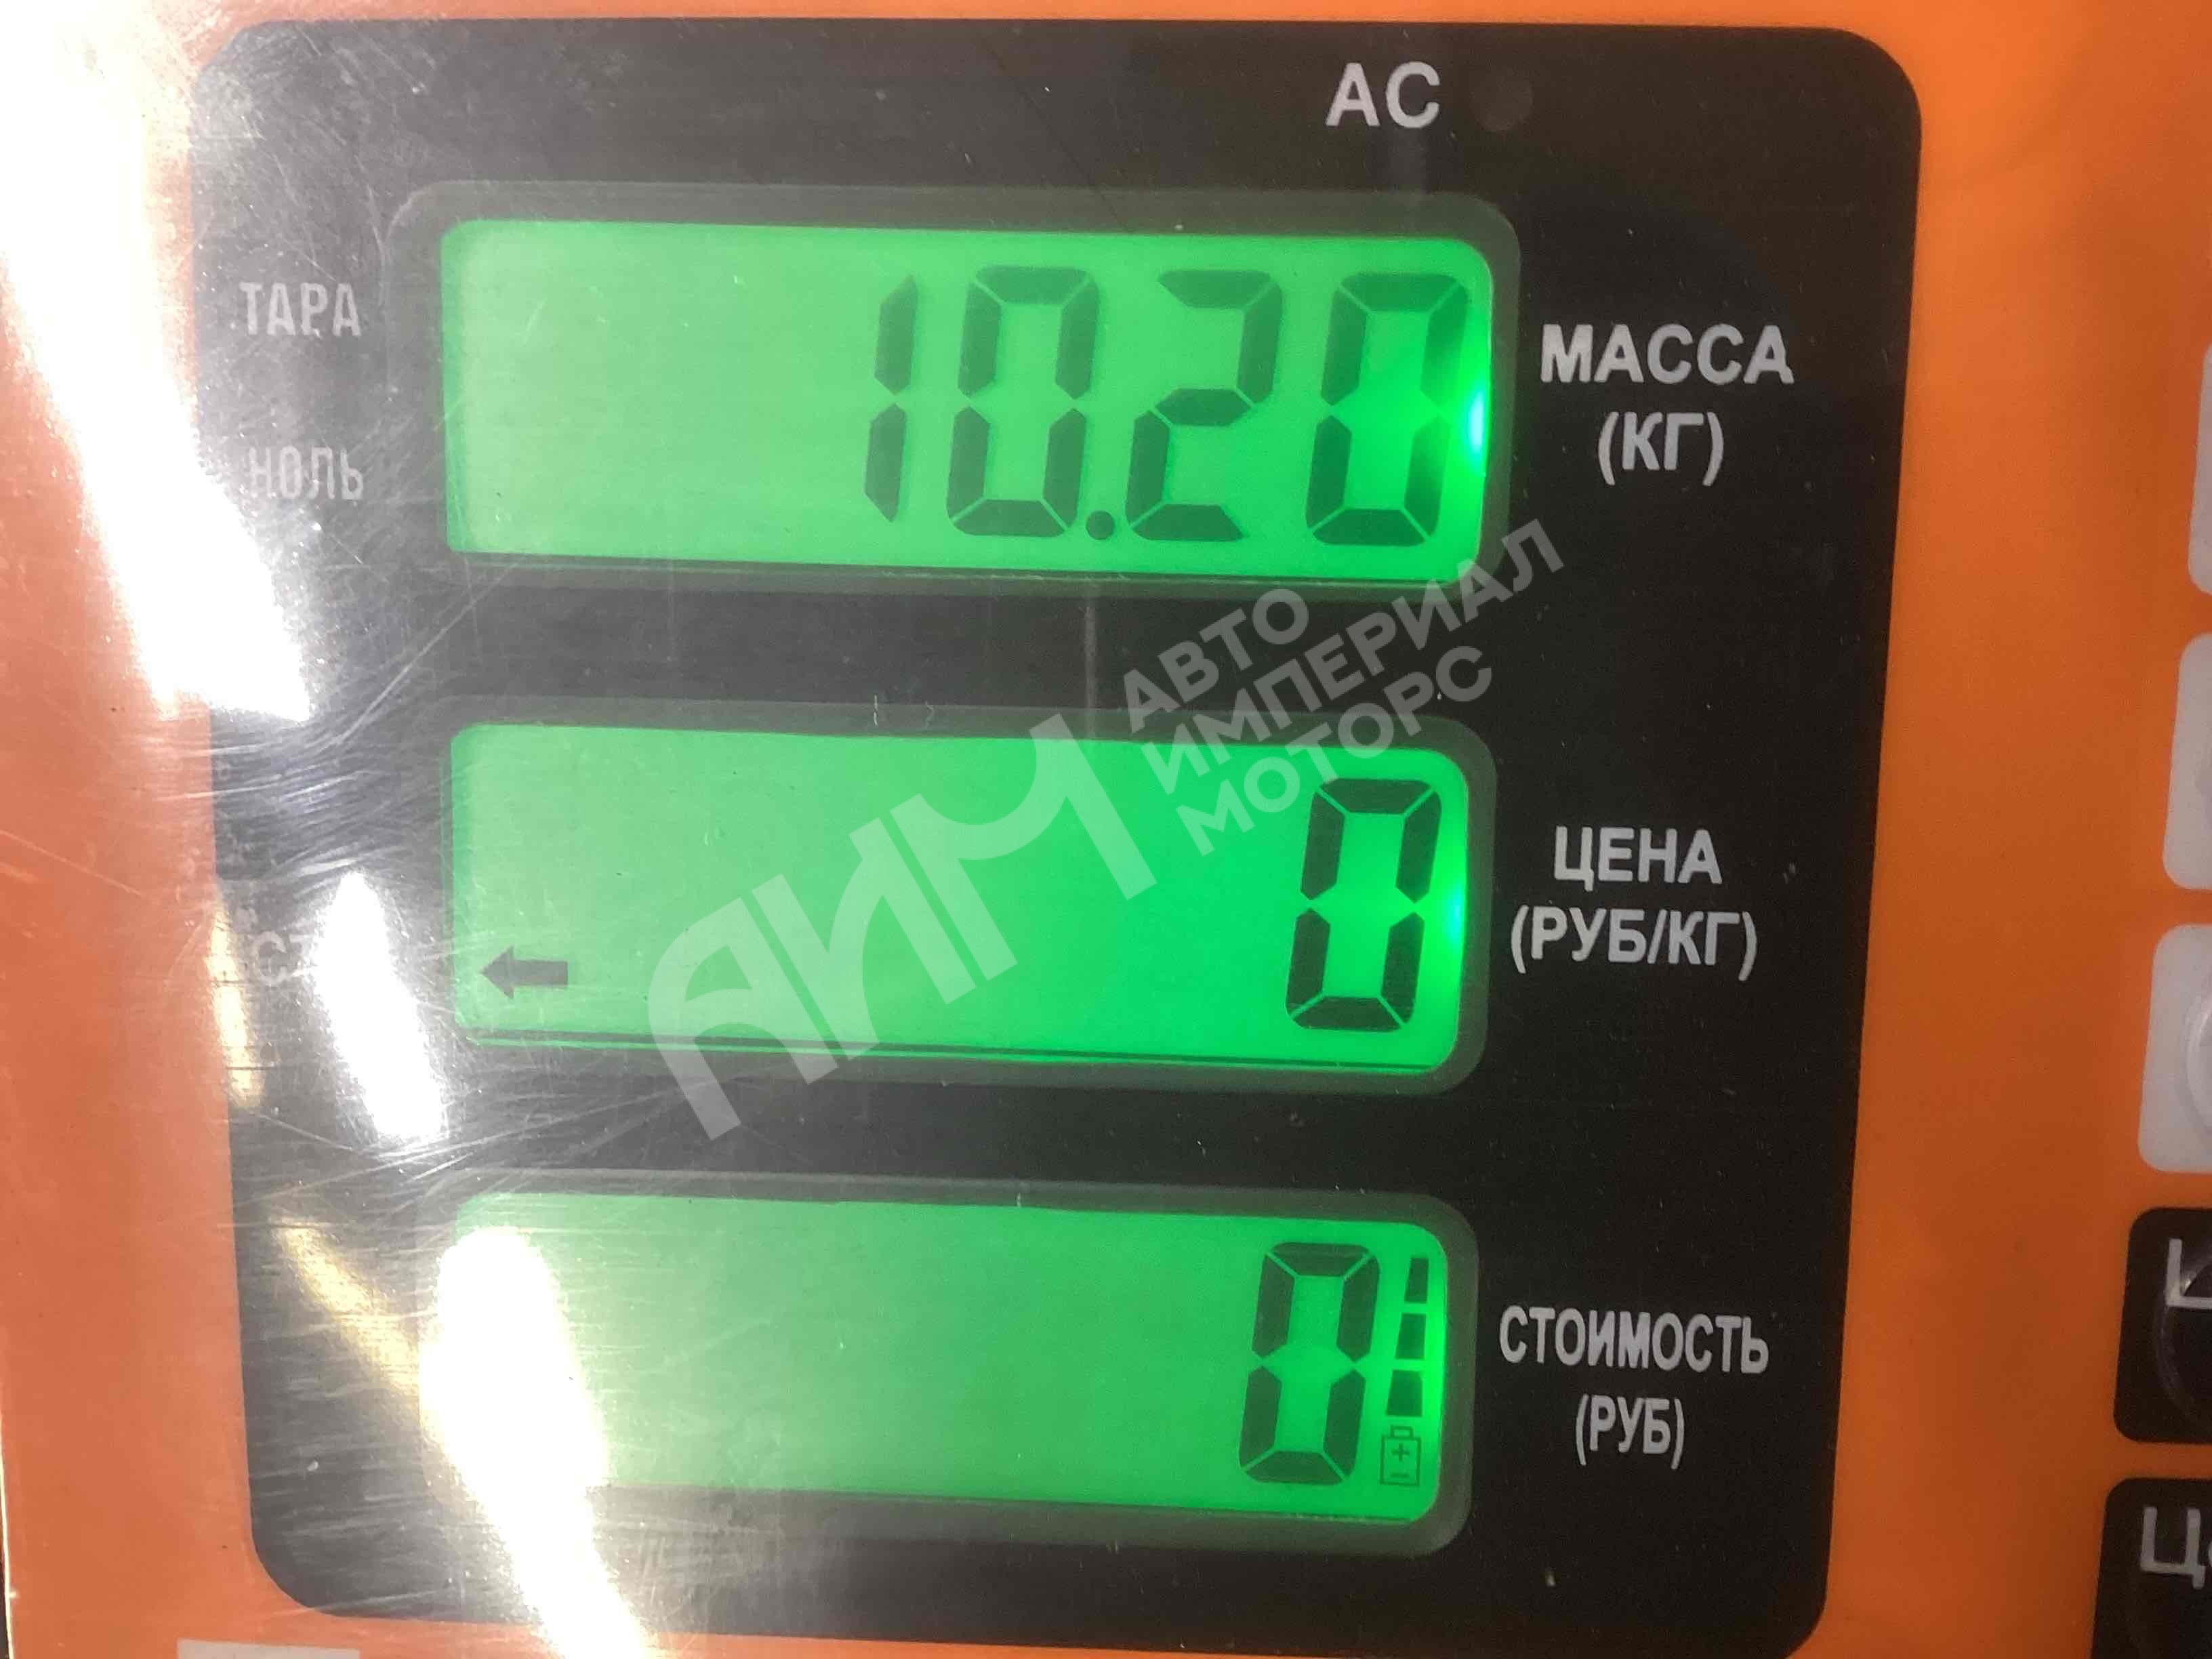 AC
ТАРА
10.20
МАССА
(КГ)
НОЛЬ
АВТО
ИМПЕРИАЛ
МОТОРС
АИМ
0
ЦЕНА
(РУБ/КГ)
0
СТОИМОСТЬ
(РУБ)